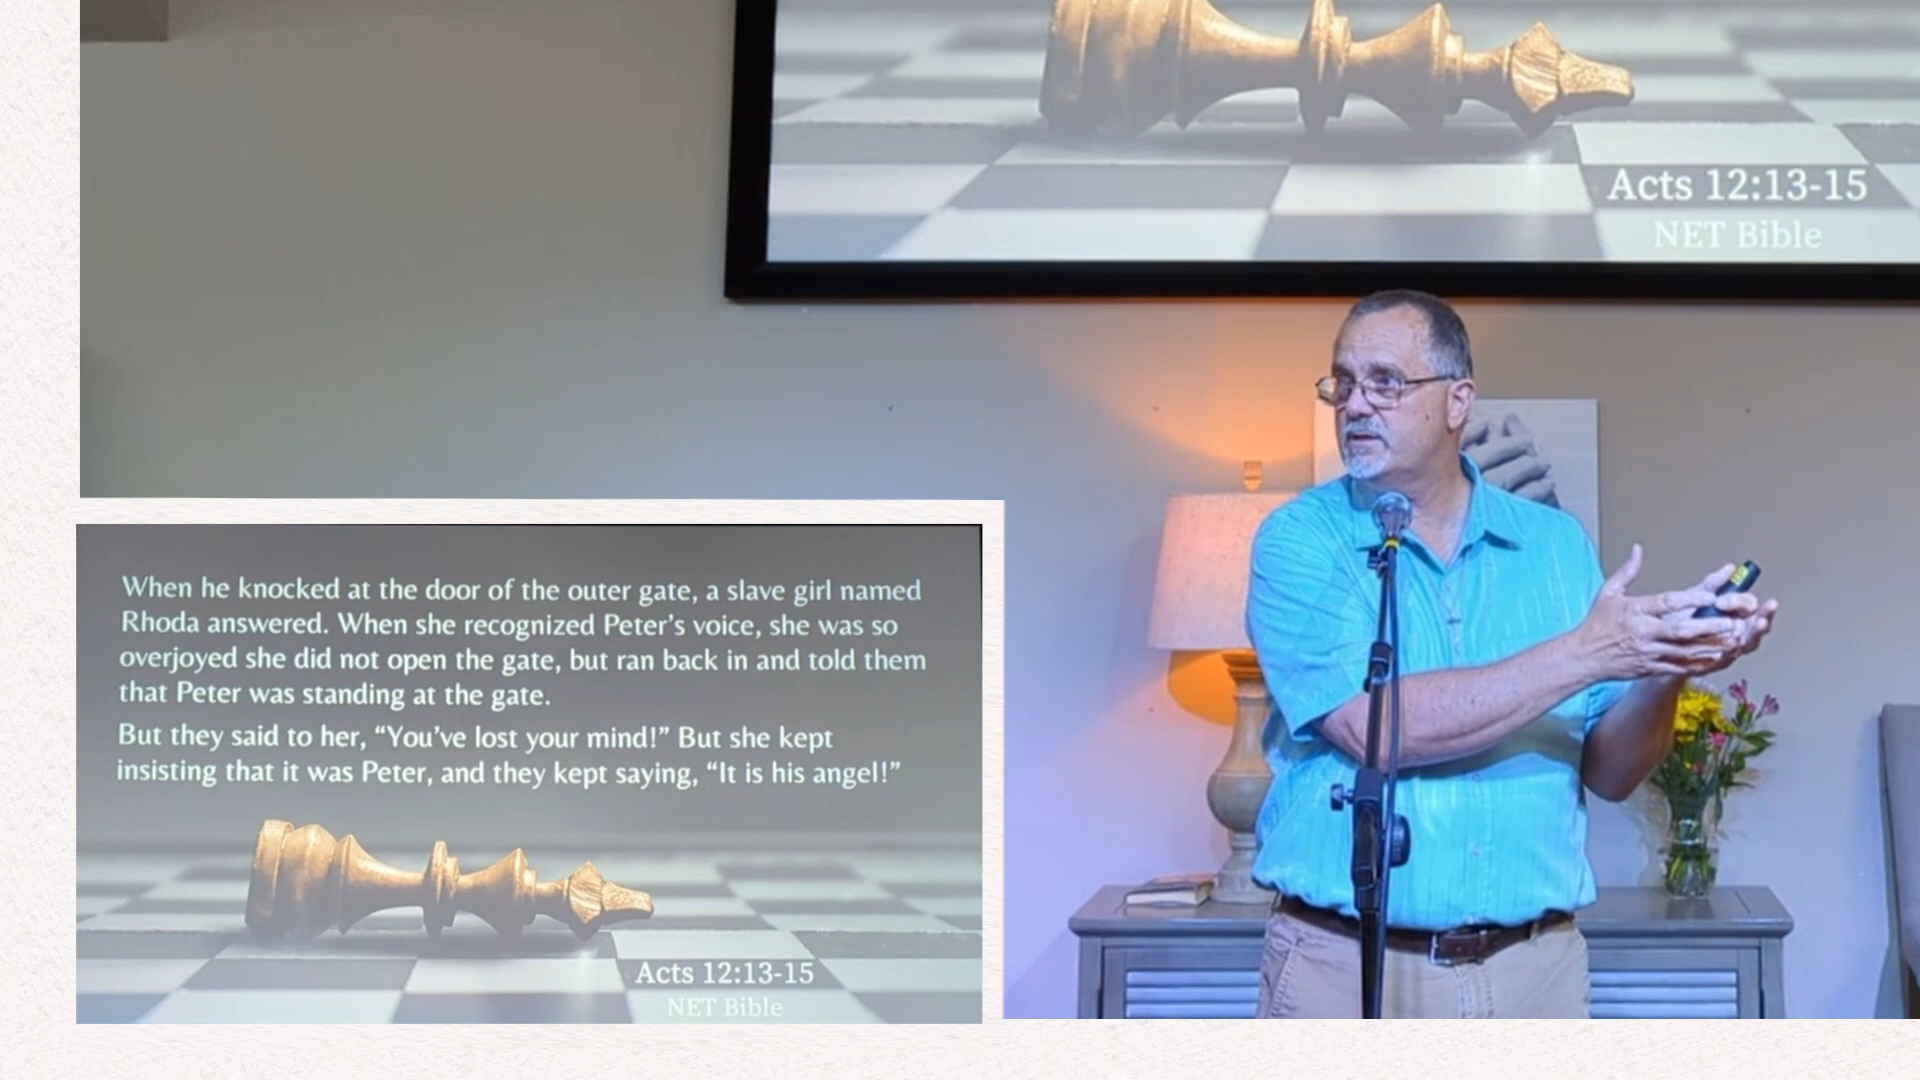 Acts 12:13-15
NET Bible
When he knocked at the door of the outer gate, a slave girl named
Rhoda answered. When she recognized Peter’s voice, she was so
overjoyed she did not open the gate, but ran back in and told them
that Peter was standing at the gate.
But they said to her, “You’ve lost your mind!” But she kept
insisting that it was Peter, and they kept saying, “It is his angel!”
Acts 12:13-15
NET Bible